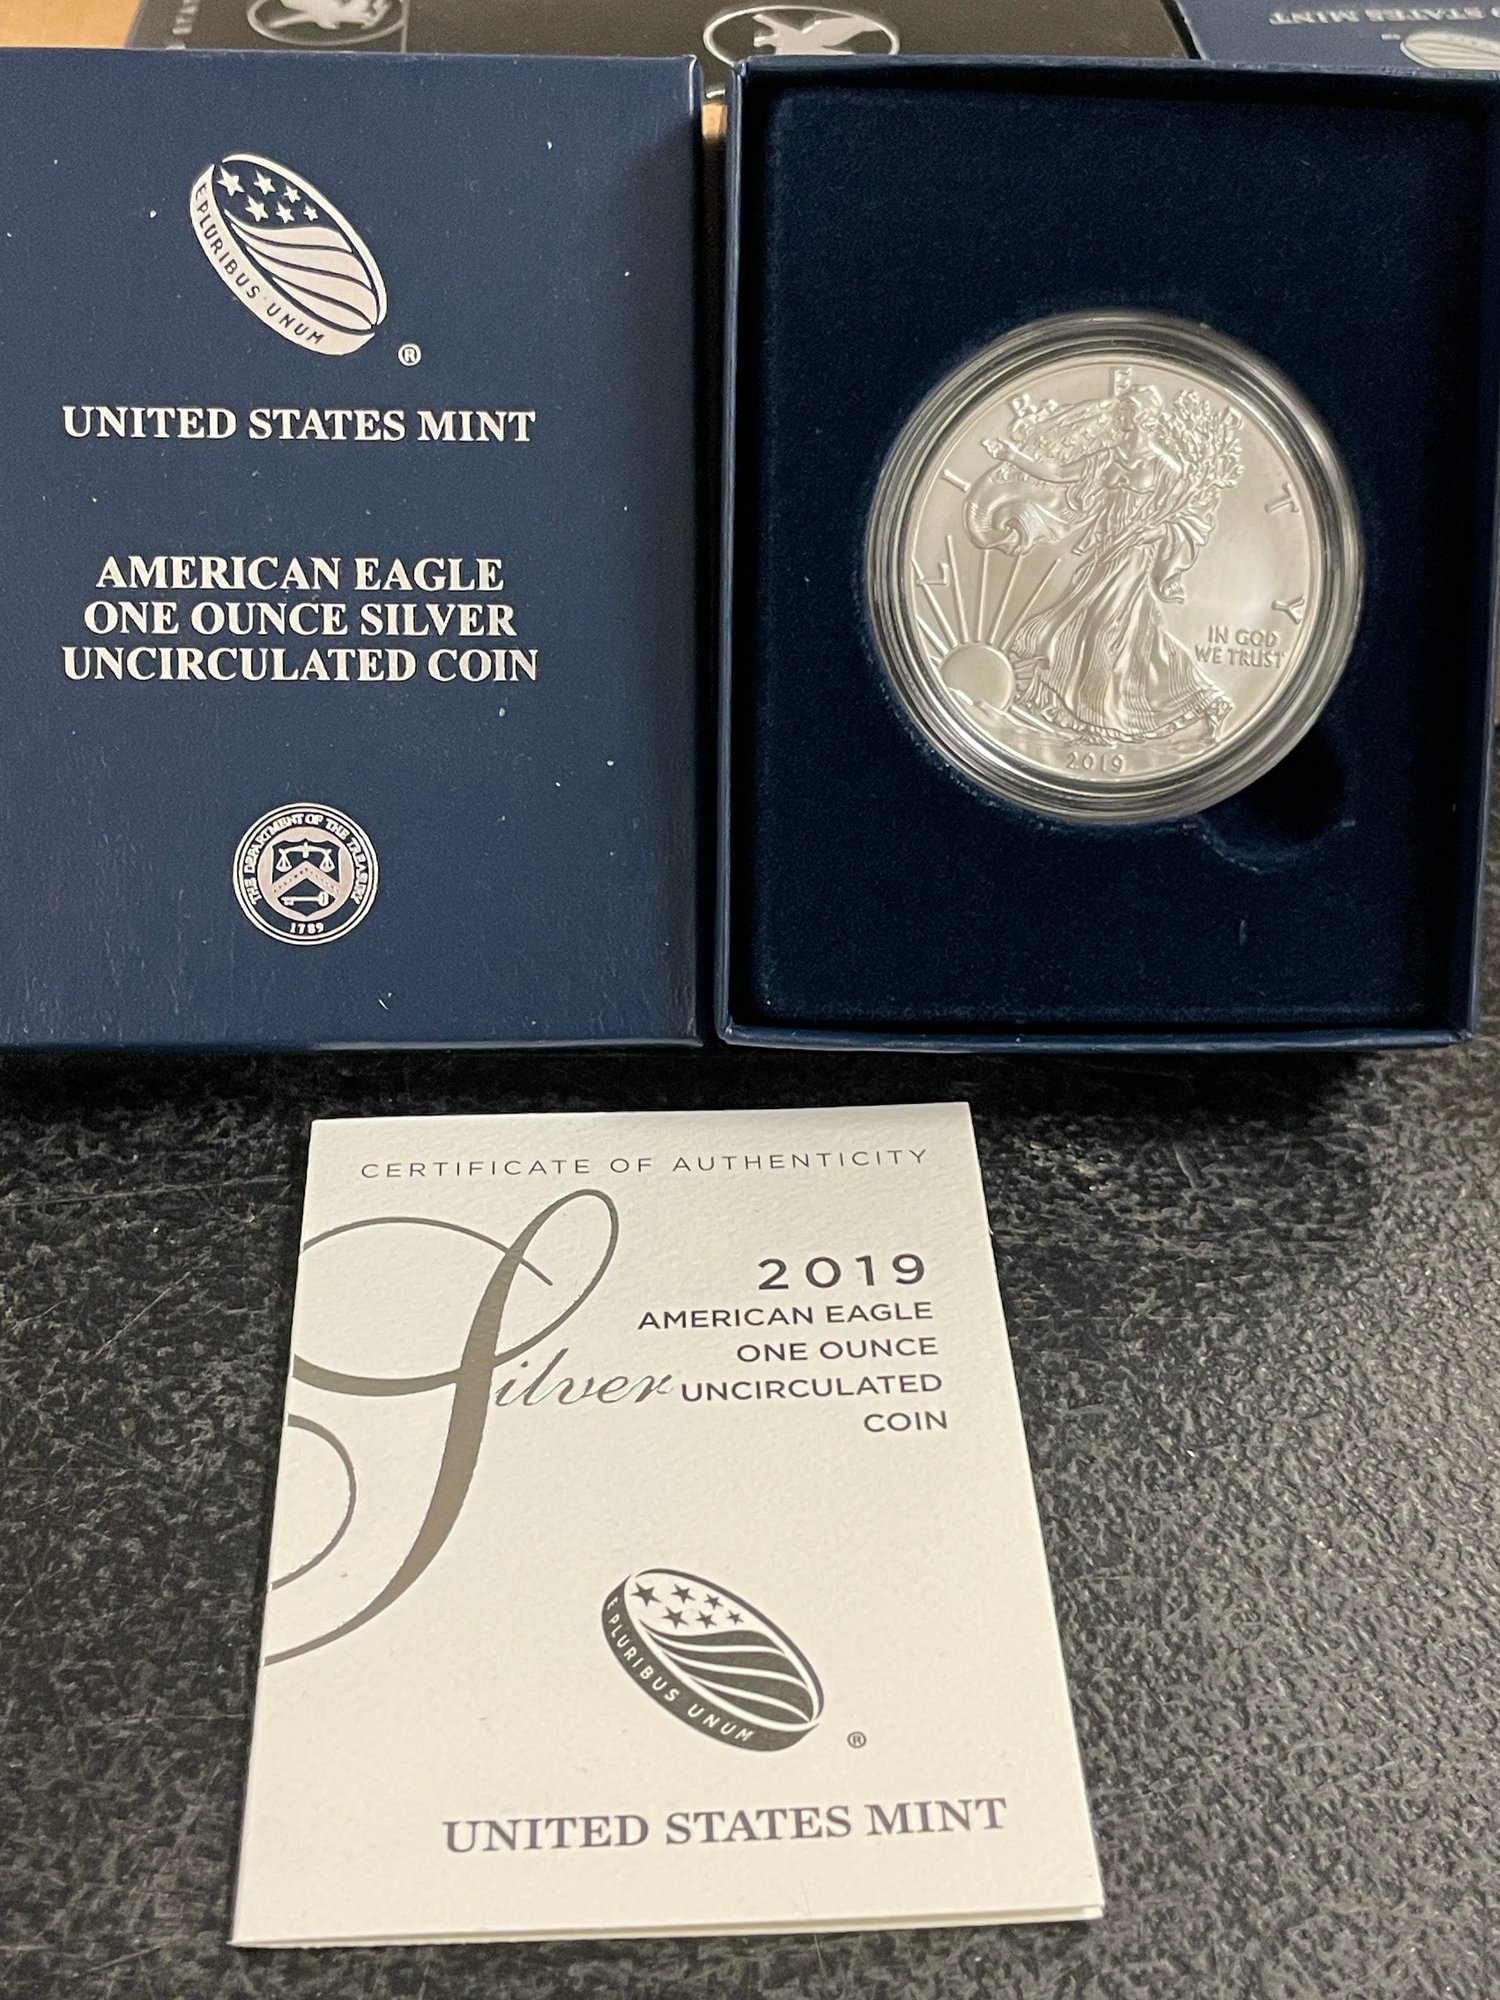 STATES MINT
E PLURIBUS UNUM
®
UNITED STATES MINT
AMERICAN EAGLE
ONE OUNCE SILVER
UNCIRCULATED COIN
THE DEPARTMENT OF THE TREASURY
1789
LIBERTY
IN GOD
WE TRUST
2019
CERTIFICATE OF AUTHENTICITY
2019
AMERICAN EAGLE
ONE OUNCE
Silver UNCIRCULATED
COIN
E PLURIBUS UNUM
®
UNITED STATES MINT